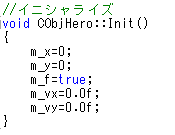 //イニシャライズ
void CObjHero::Init()
{
    m_x=0;
    m_y=0;
    m_f=true;
    m_vx=0.0f;
    m_vy=0.0f;
}